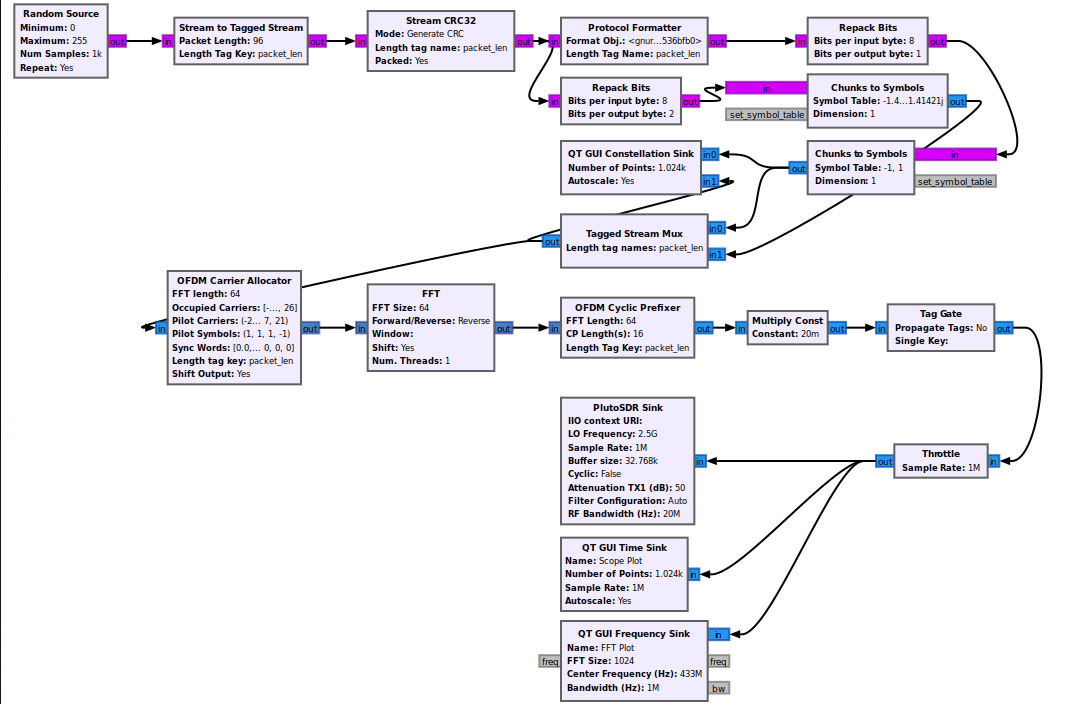 Random Source
Minimum: 0
Maximum: 255
Num Samples: 1k
Repeat: Yes
out
in
Stream to Tagged Stream
Packet Length: 96
Length Tag Key: packet_len
out
in
Stream CRC32
Mode: Generate CRC
Length tag name: packet_len
Packed: Yes
out
in
Protocol Formatter
Format Obj.: <gnur...536bfb0>
Length Tag Name: packet_len
out
in
Repack Bits
Bits per input byte: 8
Bits per output byte: 1
out
in
Repack Bits
Bits per input byte: 8
Bits per output byte: 2
out
in
set_symbol_table
Chunks to Symbols
Symbol Table: -1.4...1.41421j
Dimension: 1
out
QT GUI Constellation Sink
Number of Points: 1.024k
Autoscale: Yes
in0
in1
out
Chunks to Symbols
Symbol Table: -1, 1
Dimension: 1
in
set_symbol_table
out
Tagged Stream Mux
Length tag names: packet_len
in0
in1
in
OFDM Carrier Allocator
FFT length: 64
Occupied Carriers: [-..., 26]
Pilot Carriers: (-2... 7, 21)
Pilot Symbols: (1, 1, 1, -1)
Sync Words: [0.0,... 0, 0, 0]
Length tag key: packet_len
Shift Output: Yes
out
in
FFT
FFT Size: 64
Forward/Reverse: Reverse
Window:
Shift: Yes
Num. Threads: 1
out
in
OFDM Cyclic Prefixer
FFT Length: 64
CP Length(s): 16
Length Tag Key: packet_len
out
in
Multiply Const
Constant: 20m
out
in
Tag Gate
Propagate Tags: No
Single Key:
out
PlutoSDR Sink
IIO context URI:
LO Frequency: 2.5G
Sample Rate: 1M
Buffer size: 32.768k
Cyclic: False
Attenuation TX1 (dB): 50
Filter Configuration: Auto
RF Bandwidth (Hz): 20M
in
out
Throttle
Sample Rate: 1M
in
QT GUI Time Sink
Name: Scope Plot
Number of Points: 1.024k
Sample Rate: 1M
Autoscale: Yes
in
freq
QT GUI Frequency Sink
Name: FFT Plot
FFT Size: 1024
Center Frequency (Hz): 433M
Bandwidth (Hz): 1M
in
freq
bw